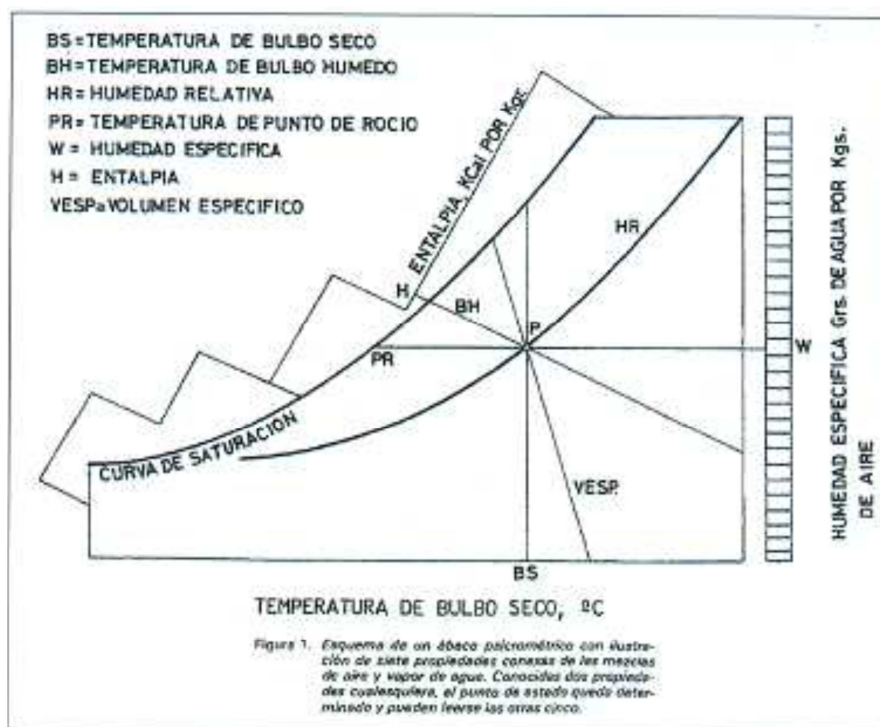 BS=TEMPERATURA DE BULBO SECO
BH=TEMPERATURA DE BULBO HUMEDO
HR=HUMEDAD RELATIVA
PR=TEMPERATURA DE PUNTO DE ROCIO
W= HUMEDAD ESPECIFICA
H= ENTALPIA
VESP=VOLUMEN ESPECIFICO
ENTALPIA, KCal POR Kgr.
HR
H
BH
P
PR
W
CURVA DE SATURACION
VESP.
HUMEDAD ESPECIFICA Grs. DE AGUA POR Kgs.
DE AIRE
BS
TEMPERATURA DE BULBO SECO, ºC
Figura 1. Esquema de un ábaco psicrométrico con ilustra-
ción de siete propiedades conexas de las mezclas
de aire y vapor de agua. Conocidas dos propieda-
des cualesquiera, el punto de estado queda deter-
minado y pueden leerse las otras cinco.